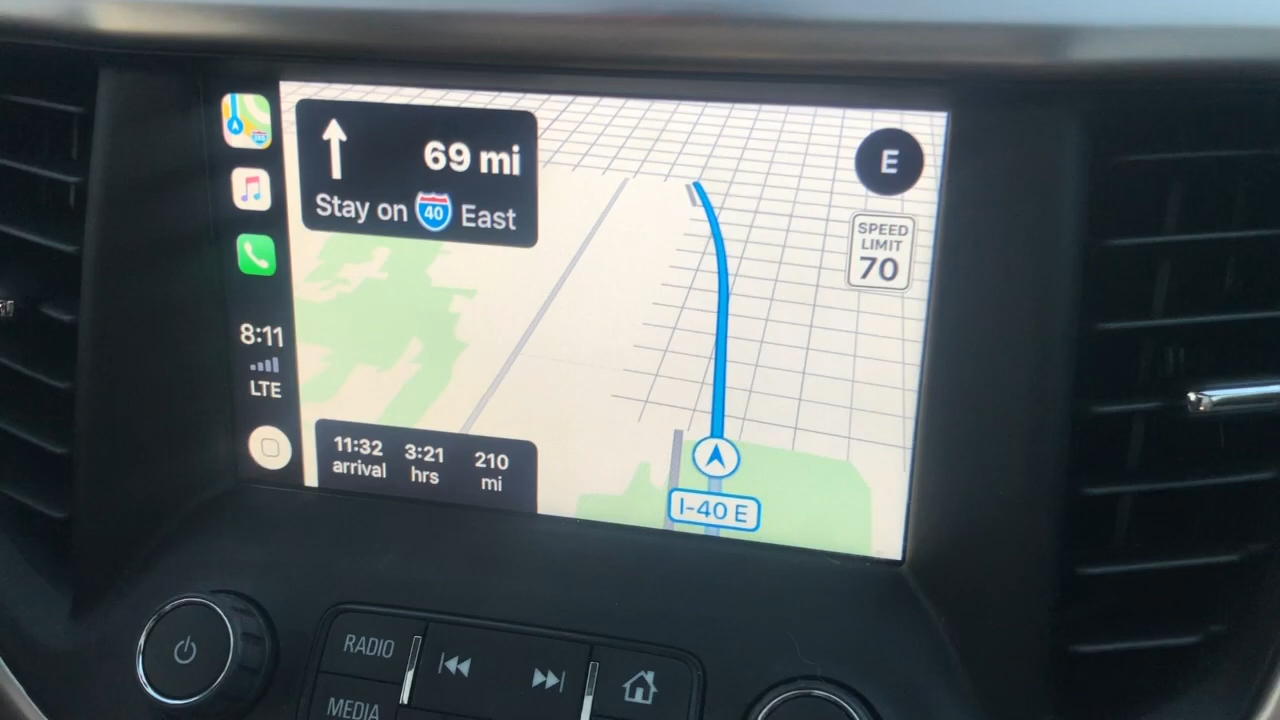 69 mi
Stay on 40 East
E
SPEED
LIMIT
70
8:11
LTE
11:32 3:21 210
arrival hrs mi
I-40 E
RADIO
MEDIA